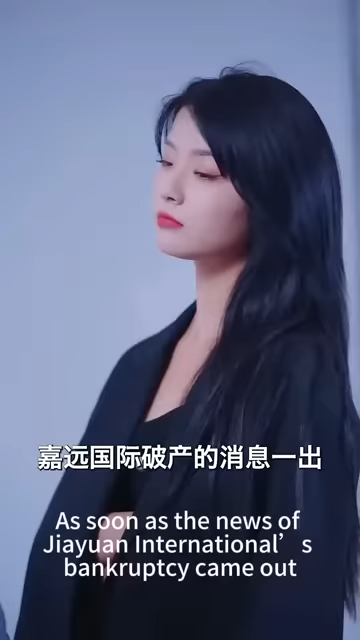 嘉远国际破产的消息一出
As soon as the news of
Jiayuan International's
bankruptcy came out